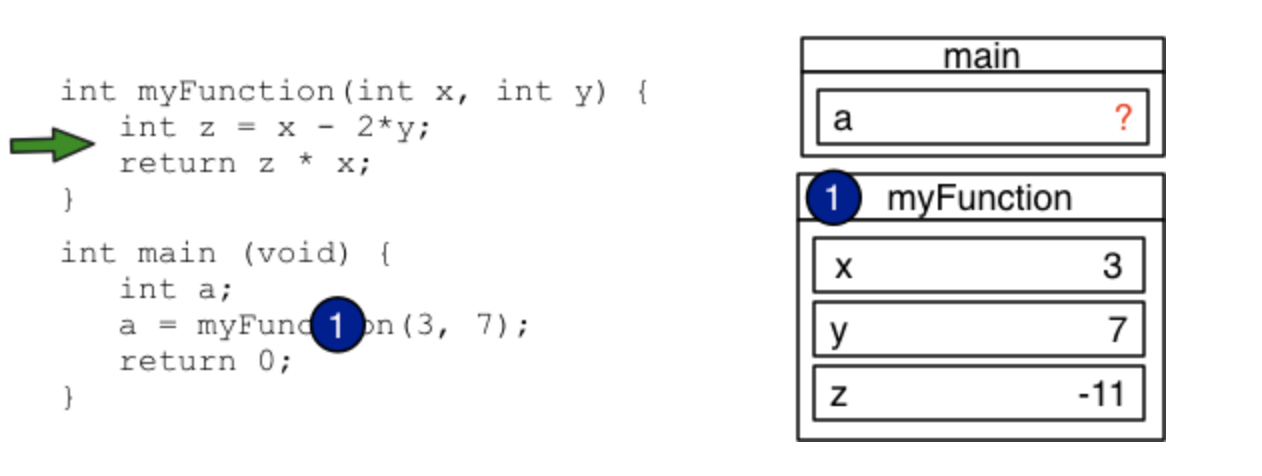 int myFunction(int x, int y) {
int z = x - 2*y;
return z * x;
}
int main (void) {
int a;
a = myFunc 1 on(3, 7);
return 0;
}
main
a ?
1 myFunction
x 3
y 7
z -11